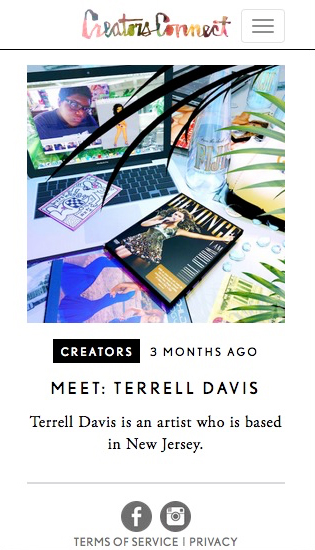 Creators Connect
BEYONCÉ
CREATORS 3 MONTHS AGO
MEET: TERRELL DAVIS
Terrell Davis is an artist who is based
in New Jersey.
TERMS OF SERVICE | PRIVACY